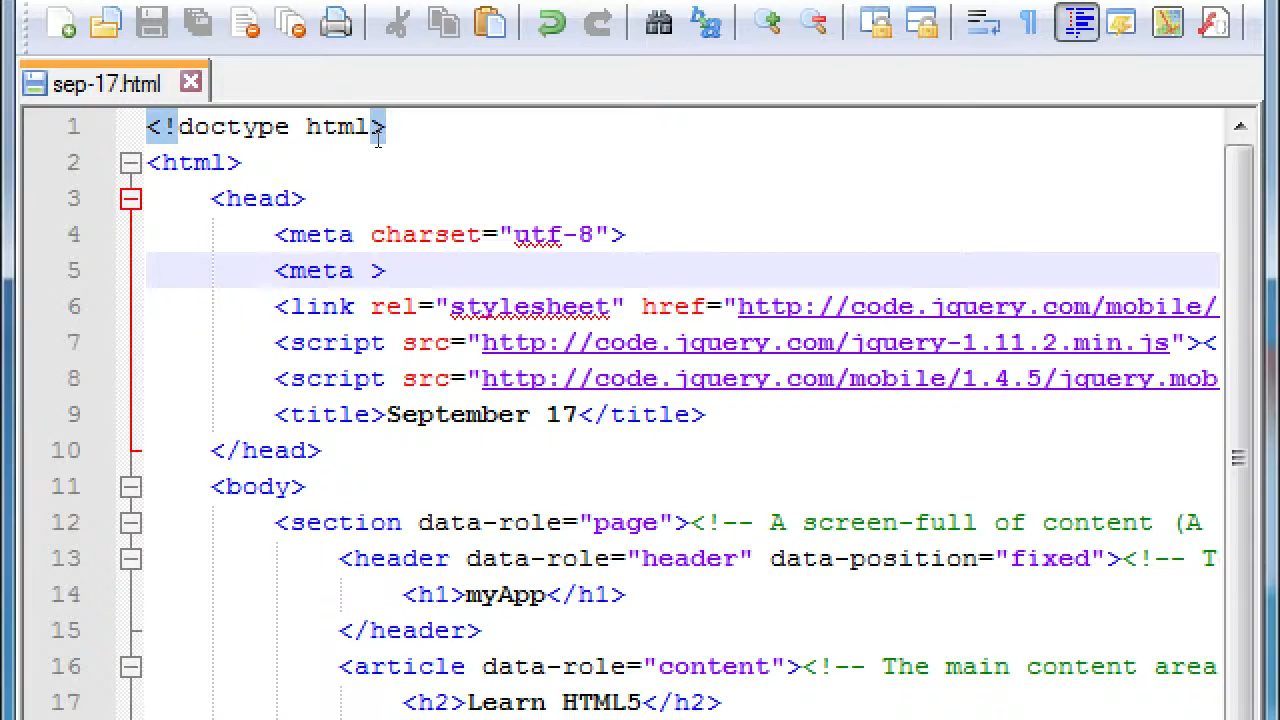 sep-17.html
1 <!doctype html>
2 <html>
3 <head>
4 <meta charset="utf-8">
5 <meta >
6 <link rel="stylesheet" href="http://code.jquery.com/mobile/
7 <script src="http://code.jquery.com/jquery-1.11.2.min.js"><
8 <script src="http://code.jquery.com/mobile/1.4.5/jquery.mob
9 <title>September 17</title>
10 </head>
11 <body>
12 <section data-role="page"><!-- A screen-full of content (A
13 <header data-role="header" data-position="fixed"><!-- T
14 <h1>myApp</h1>
15 </header>
16 <article data-role="content"><!-- The main content area
17 <h2>Learn HTML5</h2>